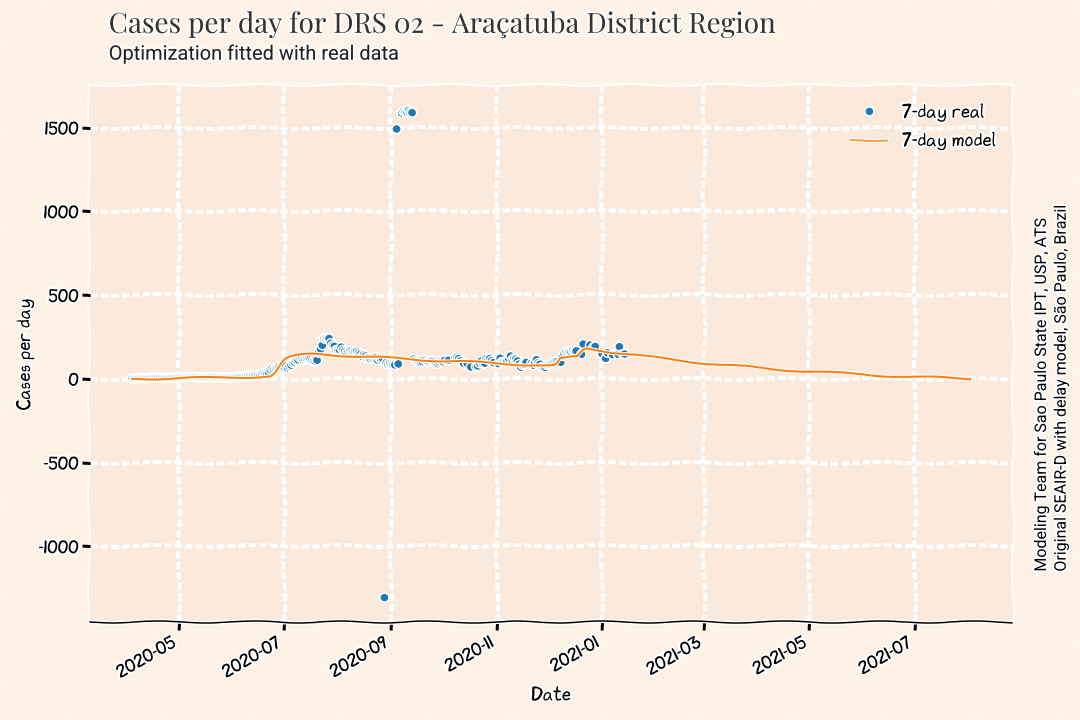 Cases per day for DRS 02 - Araçatuba District Region
Optimization fitted with real data
7-day real
7-day model
1500
1000
500
0
-500
-1000
Cases per day
2020-05
2020-07
2020-09
2020-11
2021-01
2021-03
2021-05
2021-07
Date
Modeling Team for Sao Paulo State IPT, USP, ATS
Original SEAIR-D with delay model, São Paulo, Brazil